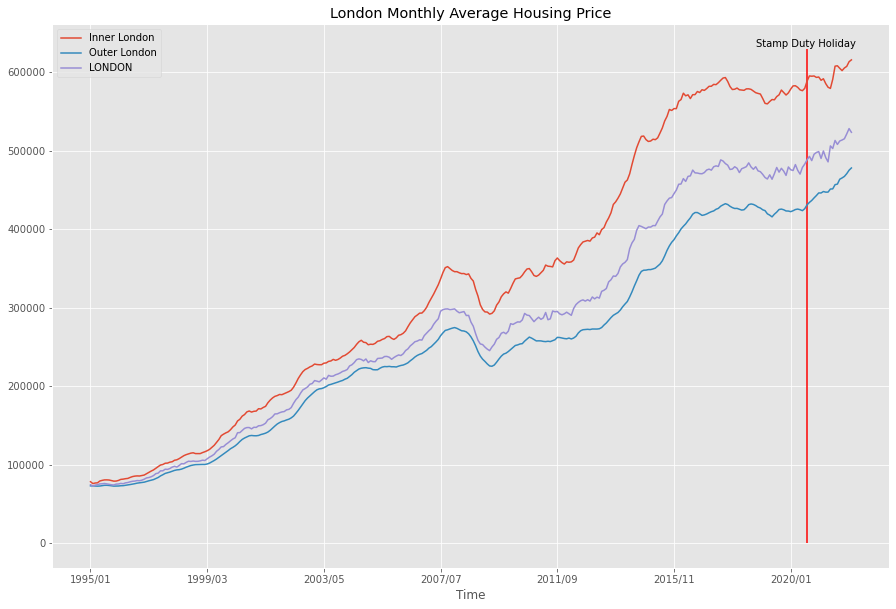 London Monthly Average Housing Price
Inner London
Outer London
LONDON
Stamp Duty Holiday
600000
500000
400000
300000
200000
100000
0
1995/01
1999/03
2003/05
2007/07
2011/09
2015/11
2020/01
Time